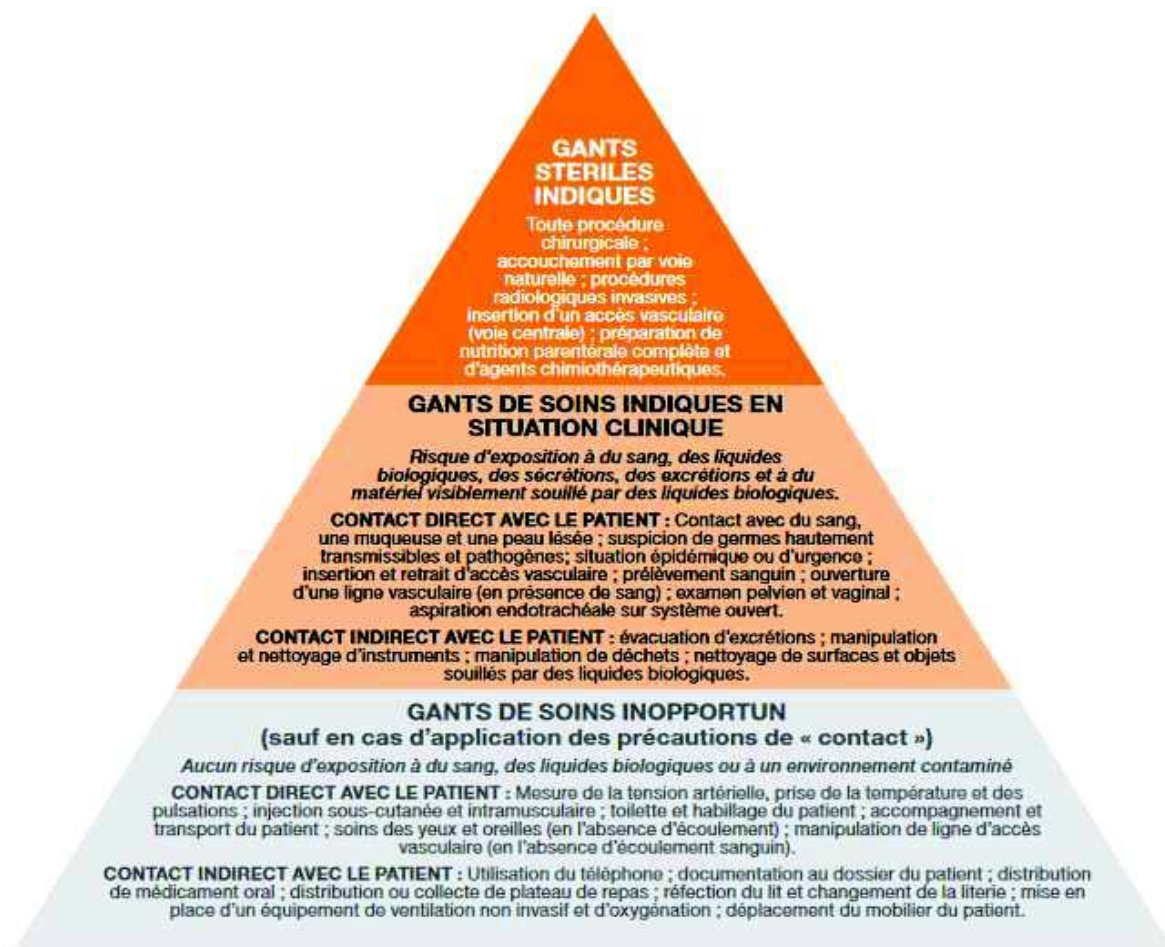 GANTS
STERILES
INDIQUES
Toute procédure
chirurgicale ;
accouchement par voie
naturelle ; procédures
radiologiques invasives ;
insertion d'un accès vasculaire
(voie centrale) ; préparation de
nutrition parentérale complète et
d'agents chimiothérapeutiques.
GANTS DE SOINS INDIQUES EN
SITUATION CLINIQUE
Risque d'exposition à du sang, des liquides
biologiques, des sécrétions, des excrétions et à du
matériel visiblement souillé par des liquides biologiques.
CONTACT DIRECT AVEC LE PATIENT : Contact avec du sang,
une muqueuse et une peau lésée ; suspicion de germes hautement
transmissibles et pathogènes; situation épidémique ou d'urgence ;
insertion et retrait d'accès vasculaire ; prélèvement sanguin ; ouverture
d'une ligne vasculaire (en présence de sang) ; examen pelvien et vaginal ;
aspiration endotrachéale sur système ouvert.
CONTACT INDIRECT AVEC LE PATIENT : évacuation d'excrétions ; manipulation
et nettoyage d'instruments ; manipulation de déchets ; nettoyage de surfaces et objets
souillés par des liquides biologiques.
GANTS DE SOINS INOPPORTUN
(sauf en cas d'application des précautions de « contact »)
Aucun risque d'exposition à du sang, des liquides biologiques ou à un environnement contaminé
CONTACT DIRECT AVEC LE PATIENT : Mesure de la tension artérielle, prise de la température et des
pulsations ; injection sous-cutanée et intramusculaire ; toilette et habillage du patient ; accompagnement et
transport du patient ; soins des yeux et oreilles (en l'absence d'écoulement) ; manipulation de ligne d'accès
vasculaire (en l'absence d'écoulement sanguin).
CONTACT INDIRECT AVEC LE PATIENT : Utilisation du téléphone ; documentation au dossier du patient ; distribution
de médicament oral ; distribution ou collecte de plateau de repas ; réfection du lit et changement de la literie ; mise en
place d'un équipement de ventilation non invasif et d'oxygénation ; déplacement du mobilier du patient.